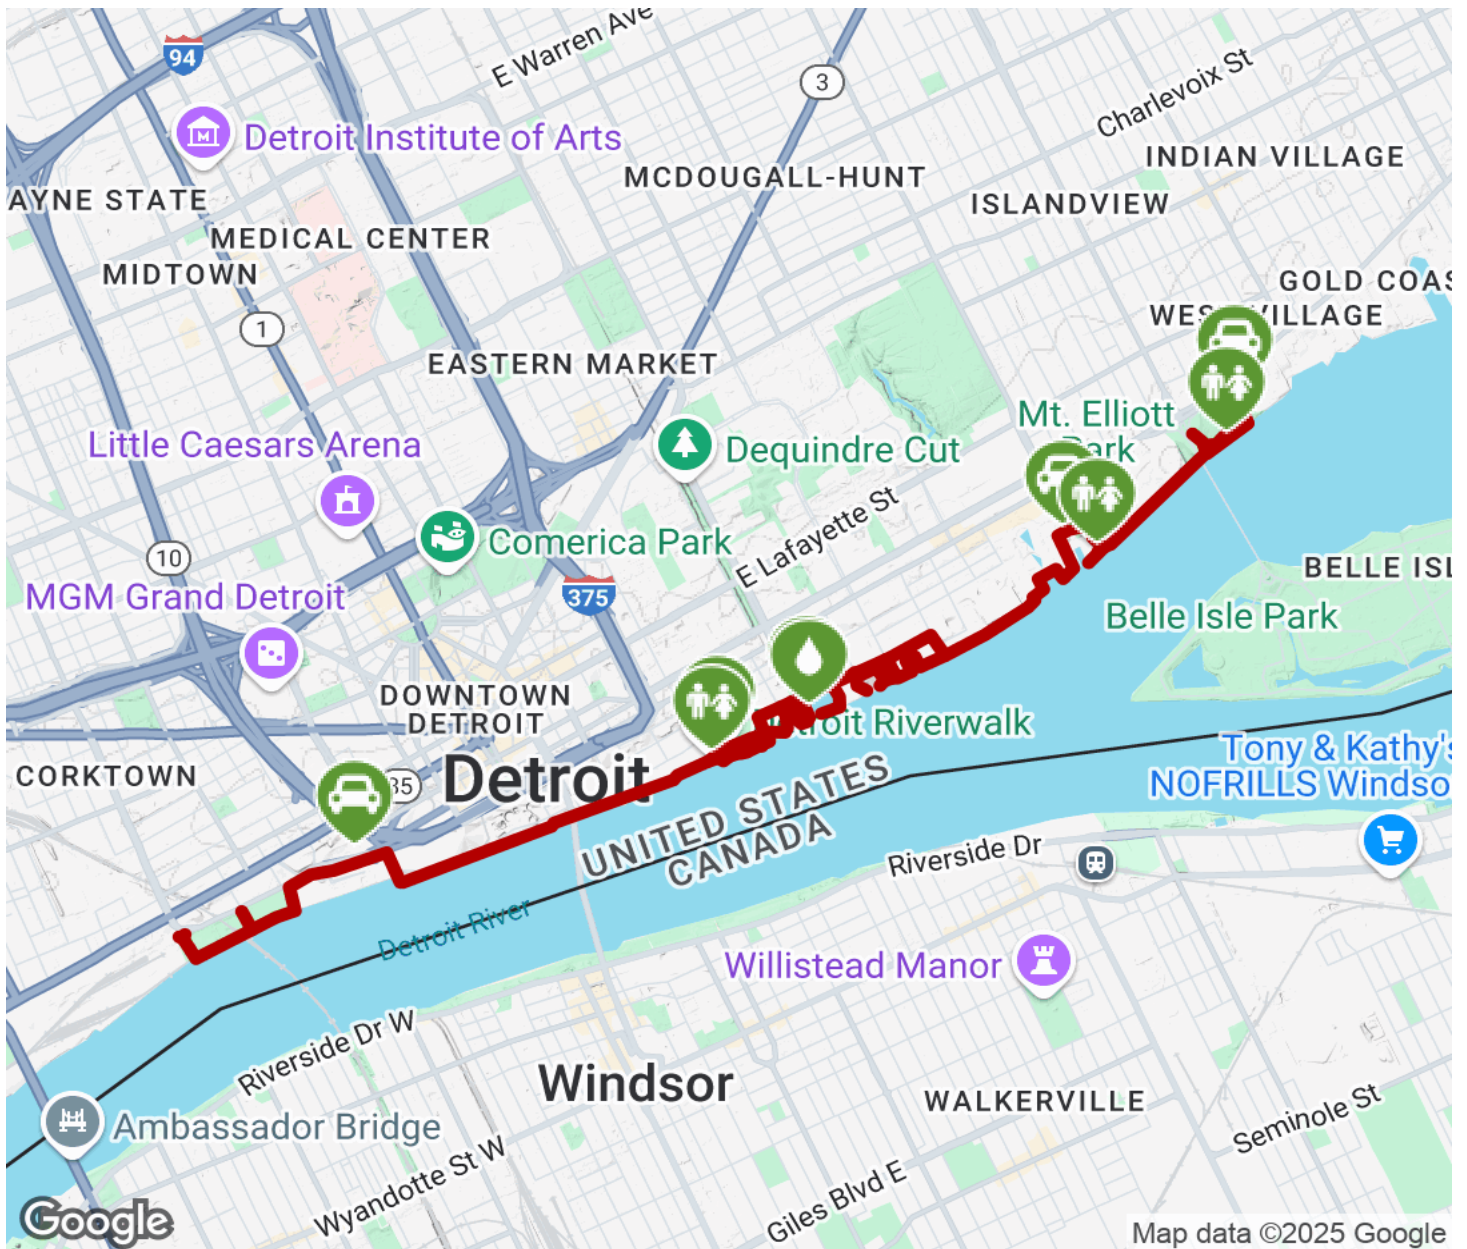 E Warren Ave
94
3
Charlevoix St
Detroit Institute of Arts
INDIAN VILLAGE
MCDOUGALL-HUNT
AYNE STATE
ISLANDVIEW
MEDICAL CENTER
MIDTOWN
GOLD COAS
1
WES VILLAGE
EASTERN MARKET
Mt. Elliott
Park
Little Caesars Arena
Dequindre Cut
E Lafayette St
Comerica Park
10
BELLE ISL
MGM Grand Detroit
375
Belle Isle Park
DOWNTOWN
DETROIT
troit Riverwalk
Tony & Kathy's
NOFRILLS Windso
CORKTOWN
Detroit
85
UNITED STATES
CANADA
Riverside Dr
Detroit River
Willistead Manor
Riverside Dr W
Windsor
WALKERVILLE
Seminole St
Ambassador Bridge
Wyandotte St W
Giles Blvd E
Google
Map data ©2025 Google